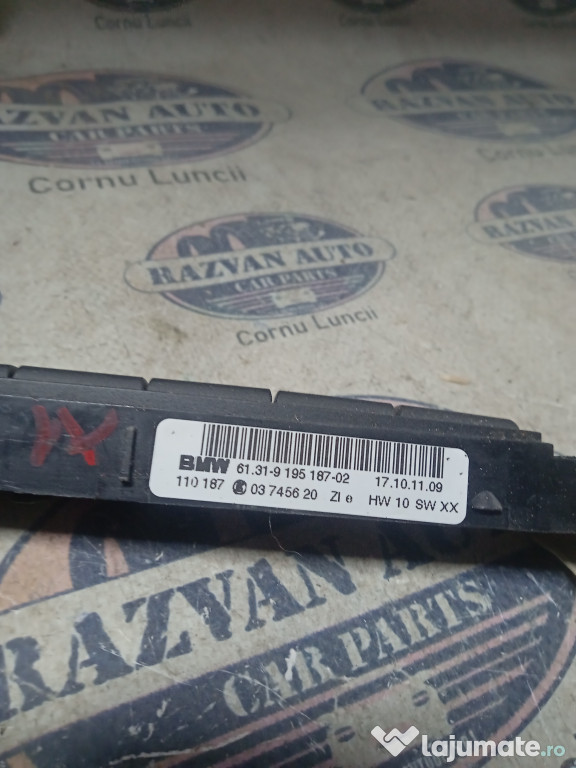 RAZVAN AUTO
CAR PARTS
Cornu Luncii
RAZVAN AUTO
CAR PARTS
Cornu Luncii
RAZVAN AUTO
CAR PARTS
Cornu Luncii
BMW 61.31-9 195 187-02 17.10.11.09
110 187 03 7456 20 ZI e HW 10 SW XX
RAZVAN AUTO
CAR PARTS
lajumate.ro